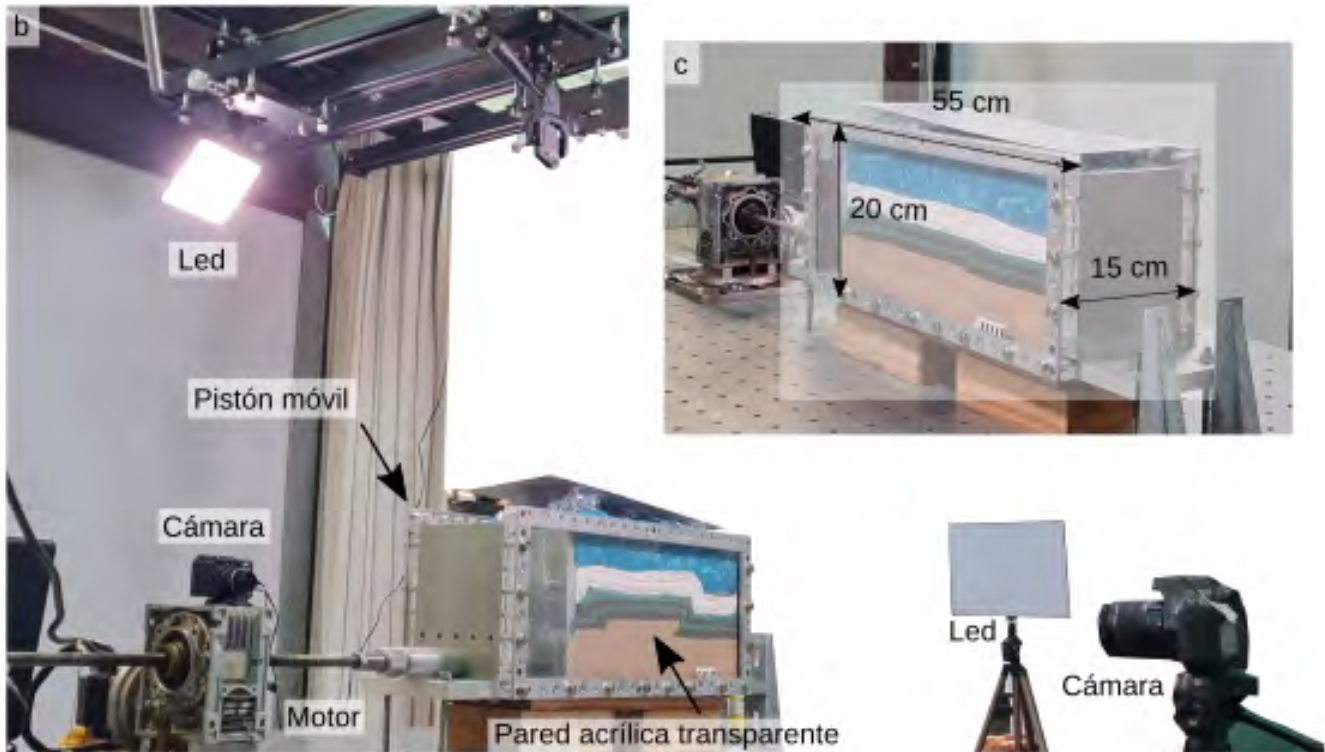 b
Led
Pistón móvil
Cámara
Motor
Pared acrílica transparente
c
55 cm
20 cm
15 cm
Led
Cámara